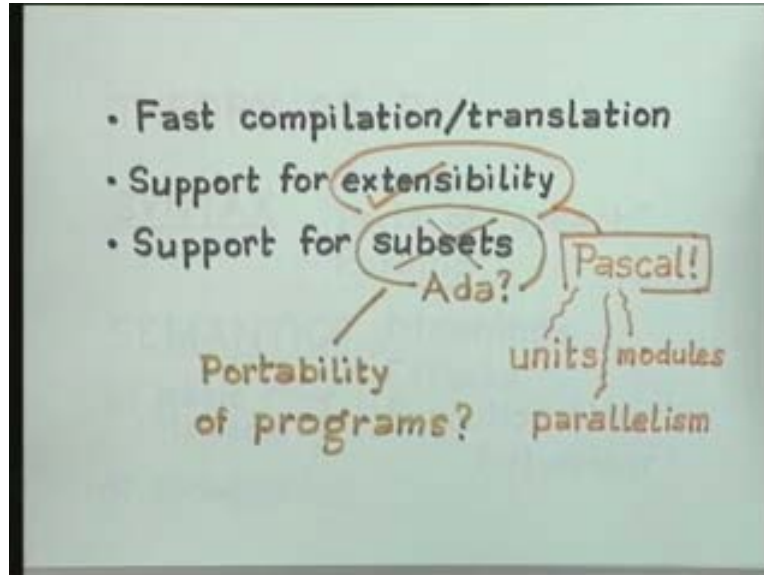 • Fast compilation/translation
• Support for extensibility
• Support for subsets
Ada?
Pascal!
units modules
parallelism
Portability
of programs?